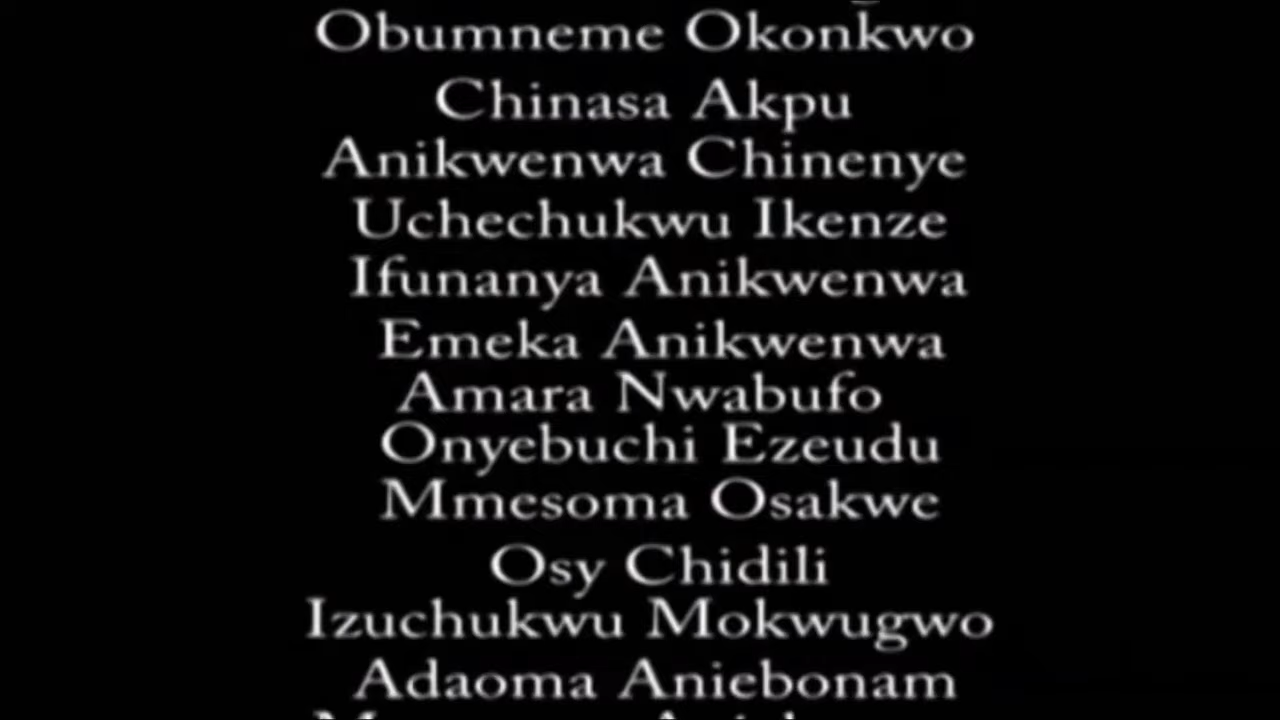 Obumneme Okonkwo
Chinasa Akpu
Anikwenwa Chinenye
Uchechukwu Ikenze
Ifunanya Anikwenwa
Emeka Anikwenwa
Amara Nwabufo
Onyebuchi Ezeudu
Mmesoma Osakwe
Osy Chidili
Izuchukwu Mokwugwo
Adaoma Aniebonam